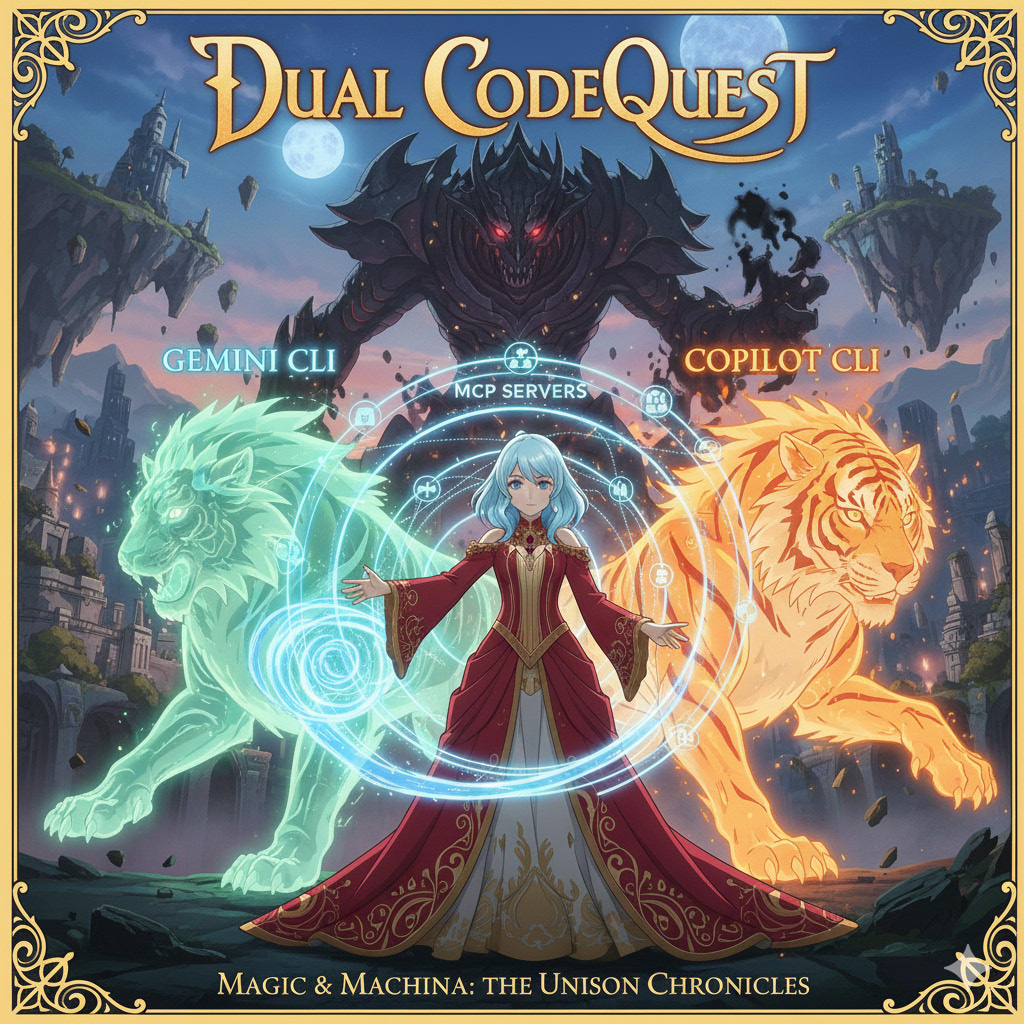 DUAL CODEQUEST
GEMINI CLI
COPILOT CLI
MCP SERVERS
MAGIC & MACHINA: THE UNISON CHRONICLES